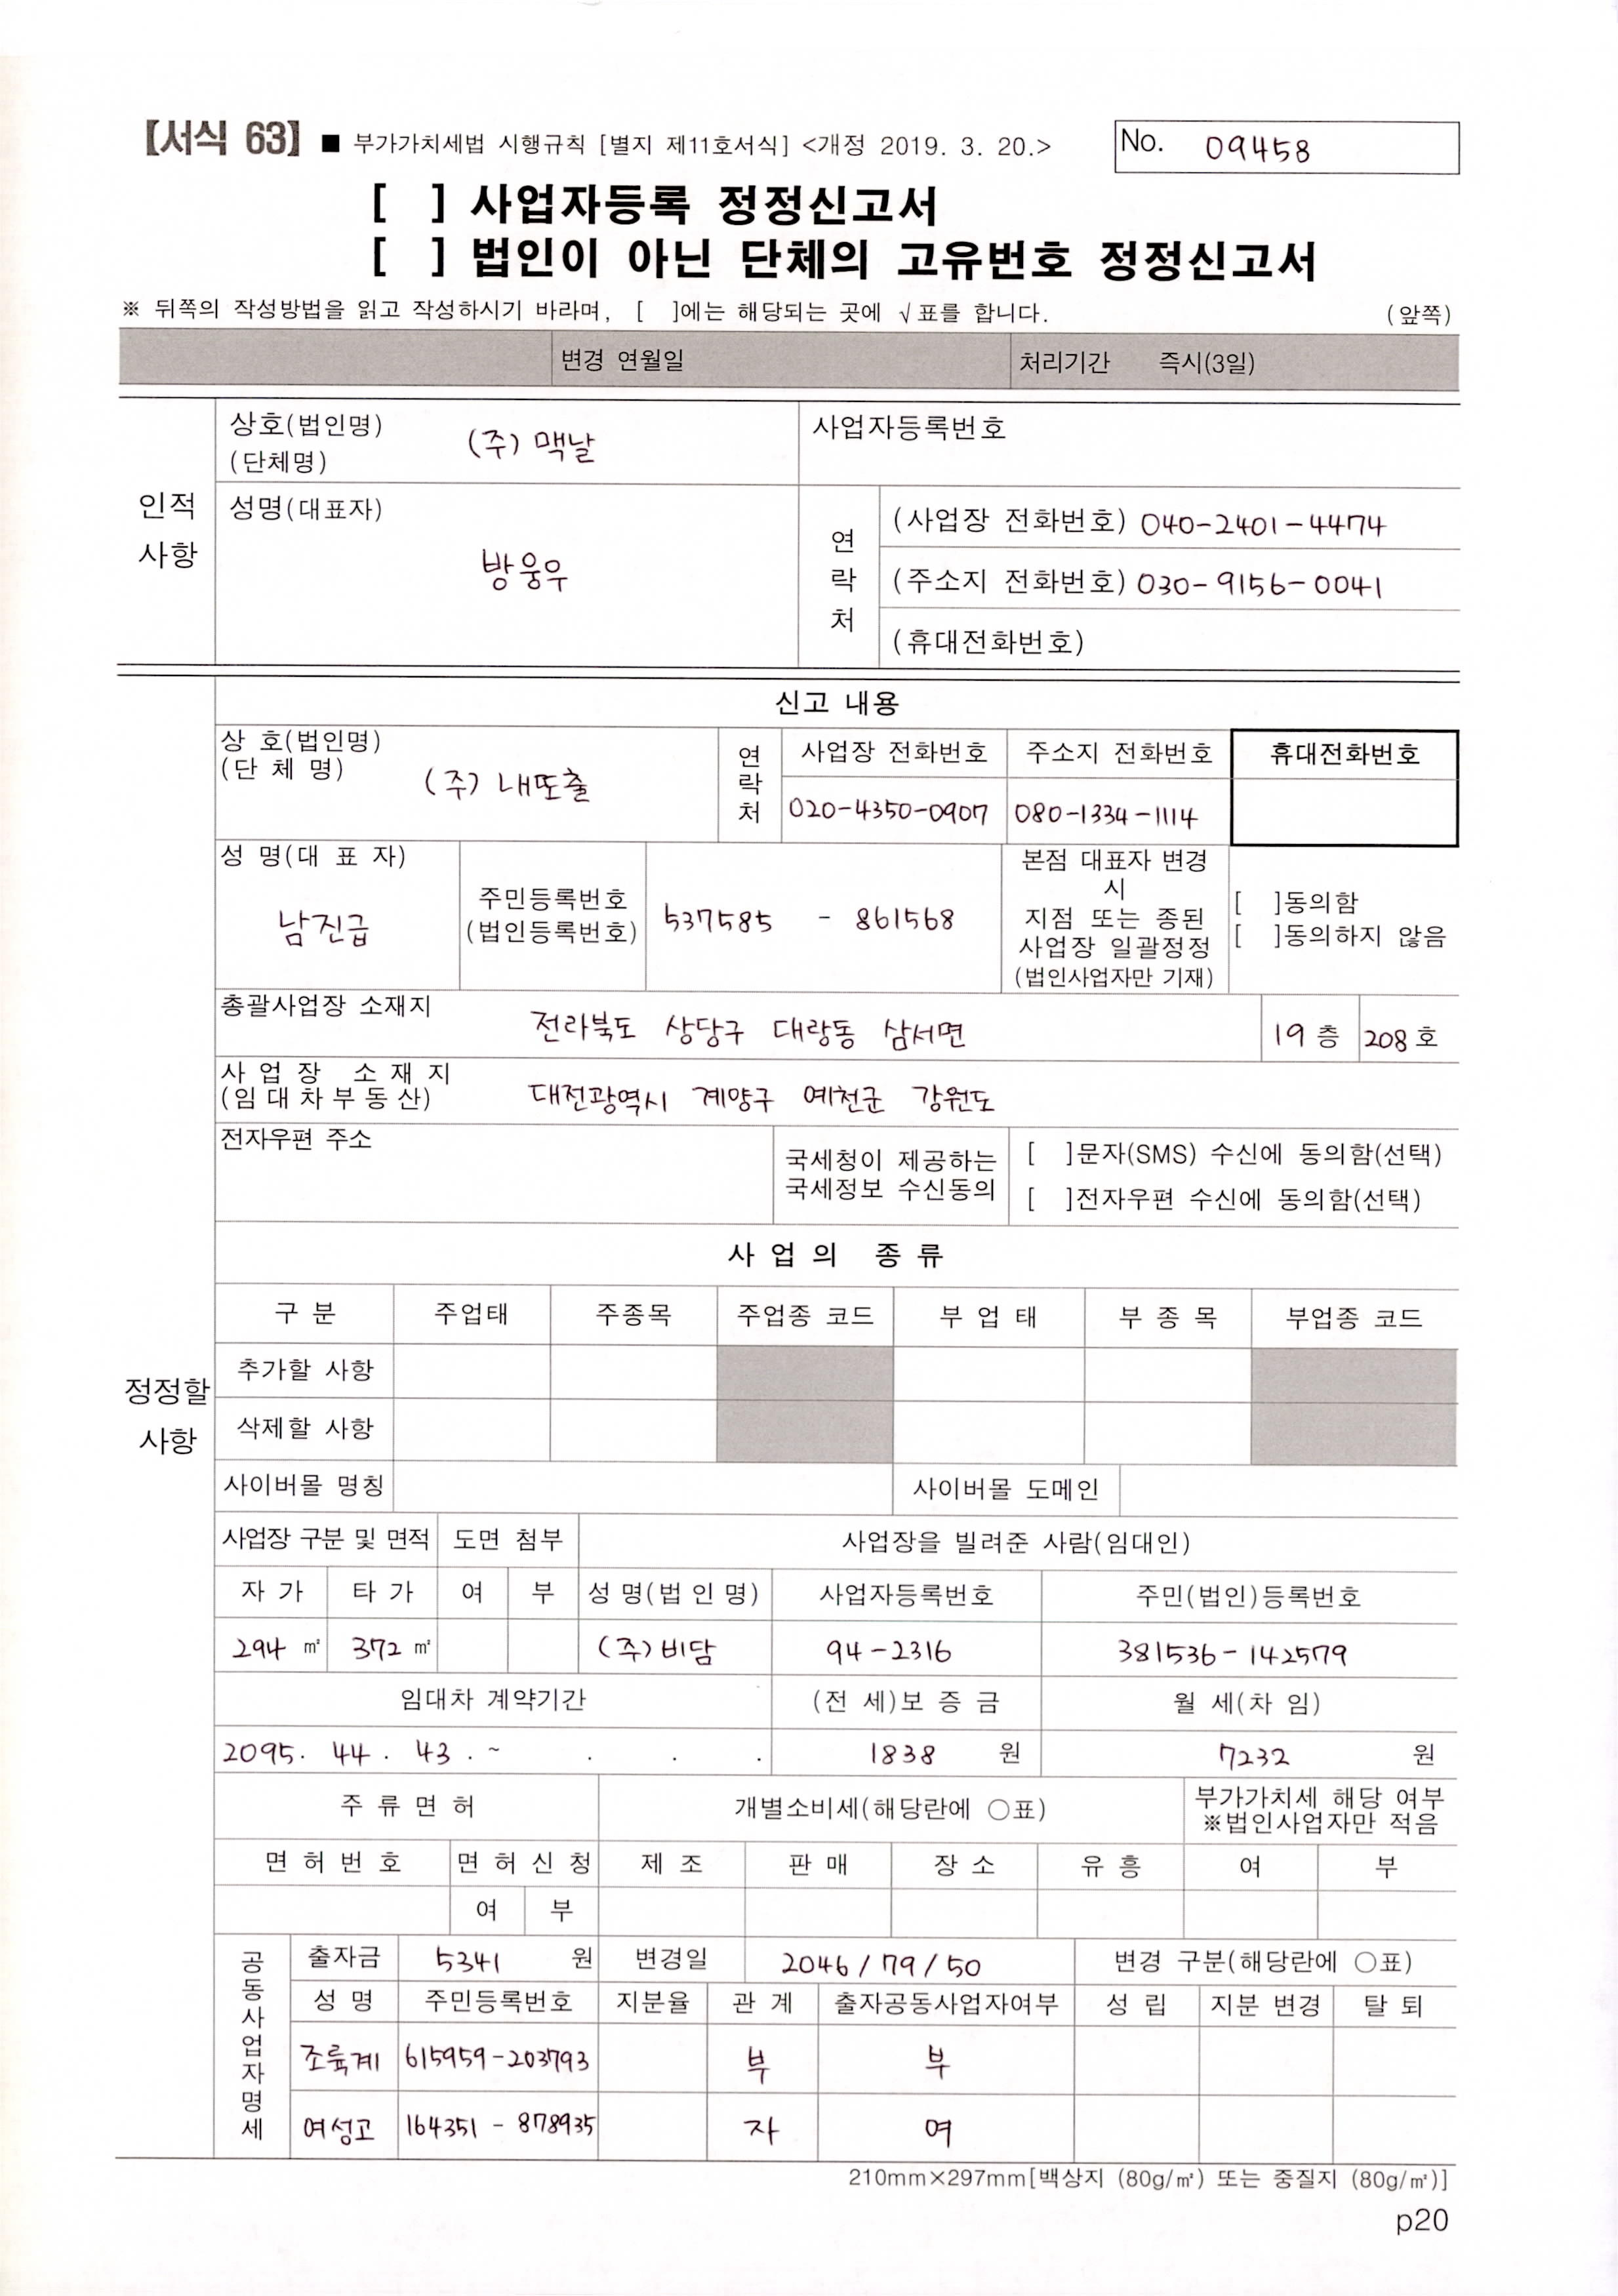 【서식 63】 ■ 부가가치세법 시행규칙 [별지 제11호서식] <개정 2019. 3. 20.> No. 09458
[ ] 사업자등록 정정신고서
[ ] 법인이 아닌 단체의 고유번호 정정신고서
※ 뒤쪽의 작성방법을 읽고 작성하시기 바라며, [ ]에는 해당되는 곳에 √표를 합니다. (앞쪽)
변경 연월일 처리기간 즉시(3일)
인적
사항
상호(법인명)
(단체명)
(주) 맥날
사업자등록번호
성명(대표자)
방웅우
연
락
처
(사업장 전화번호) 040-2401-4474
(주소지 전화번호) 030-9156-0041
(휴대전화번호)
정정할
사항
신고 내용
상 호(법인명)
(단 체 명)
(주) 내또출
연
락
처
사업장 전화번호 주소지 전화번호 휴대전화번호
020-4350-0907 080-1334-1114
성 명(대 표 자)
남진급
주민등록번호
(법인등록번호)
537585 - 861568
본점 대표자 변경
시
지점 또는 종된
사업장 일괄정정
(법인사업자만 기재)
[ ]동의함
[ ]동의하지 않음
총괄사업장 소재지 전라북도 상당구 대랑동 삼서면 19 층 208 호
사 업 장 소 재 지
(임 대 차 부 동 산)
대전광역시 계양구 예천군 강원도
전자우편 주소
국세청이 제공하는
국세정보 수신동의
[ ]문자(SMS) 수신에 동의함(선택)
[ ]전자우편 수신에 동의함(선택)
사 업 의 종 류
구 분 주업태 주종목 주업종 코드 부 업 태 부 종 목 부업종 코드
추가할 사항
삭제할 사항
사이버몰 명칭 사이버몰 도메인
사업장 구분 및 면적 도면 첨부 사업장을 빌려준 사람(임대인)
자 가 타 가 여 부 성 명(법 인 명) 사업자등록번호 주민(법인)등록번호
294 ㎡ 372 ㎡ (주) 비담 94-2316 381536-142579
임대차 계약기간 (전 세)보 증 금 월 세(차 임)
2095. 44. 43. ~ . . . 1838 원 7232 원
주 류 면 허 개별소비세(해당란에 ○표) 부가가치세 해당 여부
※법인사업자만 적음
면 허 번 호 면 허 신 청 제 조 판 매 장 소 유 흥 여 부
여 부
공
동
사
업
자
명
세
출자금 5341 원 변경일 2046/79/50 변경 구분(해당란에 ○표)
성 명 주민등록번호 지분율 관 계 출자공동사업자여부 성 립 지분 변경 탈 퇴
조륙계 615959-203793 부 부
여성고 164351 - 878935 자 여
210mm×297mm[백상지 (80g/㎡) 또는 중질지 (80g/㎡)]
p20